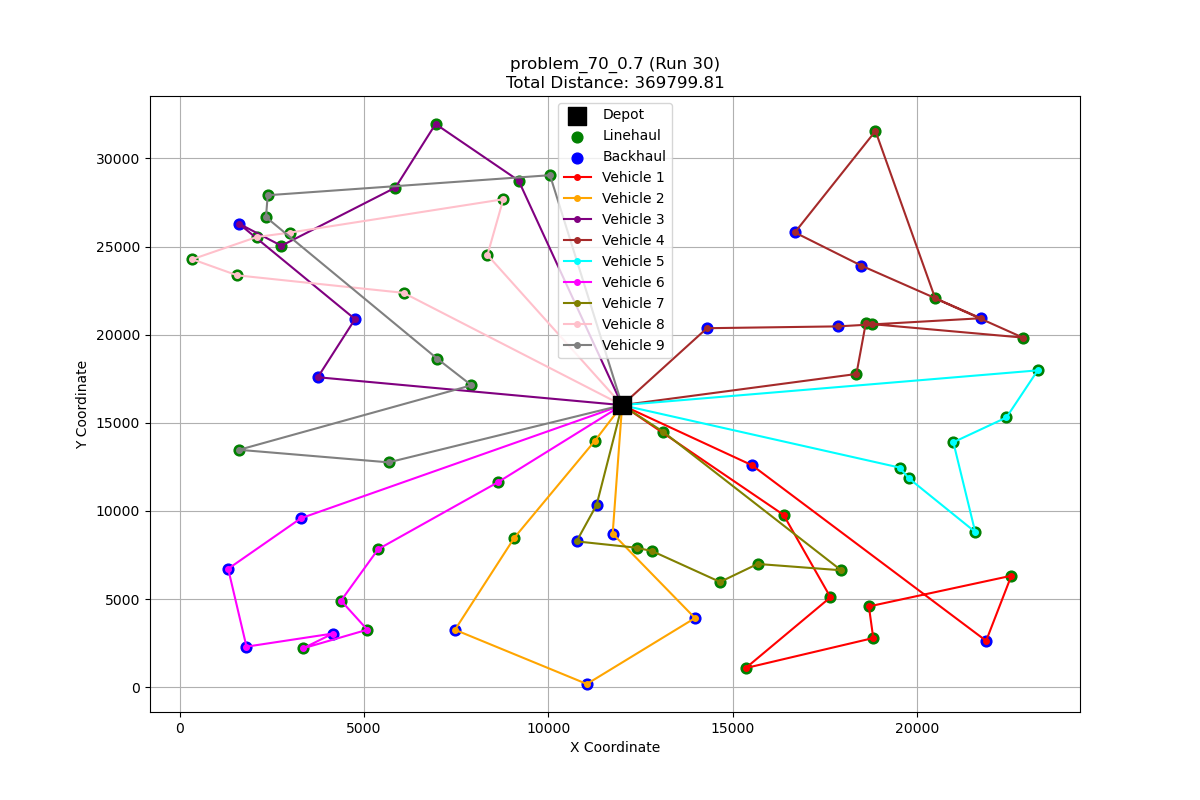 problem_70_0.7 (Run 30)
Total Distance: 369799.81
Depot
Linehaul
Backhaul
Vehicle 1
Vehicle 2
Vehicle 3
Vehicle 4
Vehicle 5
Vehicle 6
Vehicle 7
Vehicle 8
Vehicle 9
Y Coordinate
30000
25000
20000
15000
10000
5000
0
0
5000
10000
15000
20000
X Coordinate